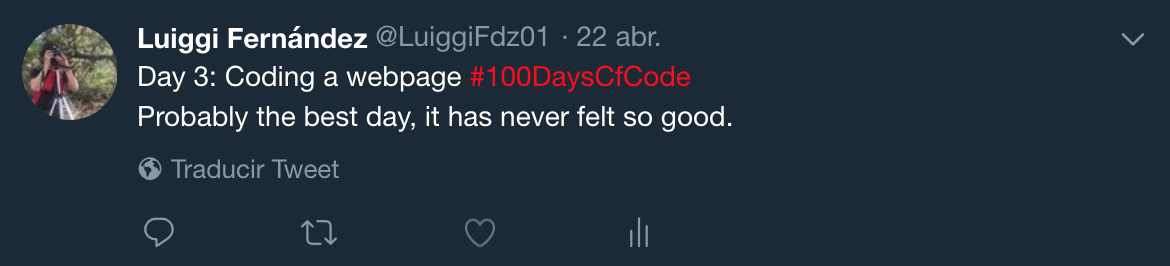 Luiggi Fernández @LuiggiFdz01 · 22 abr.
Day 3: Coding a webpage #100DaysCfCode
Probably the best day, it has never felt so good.
Traducir Tweet